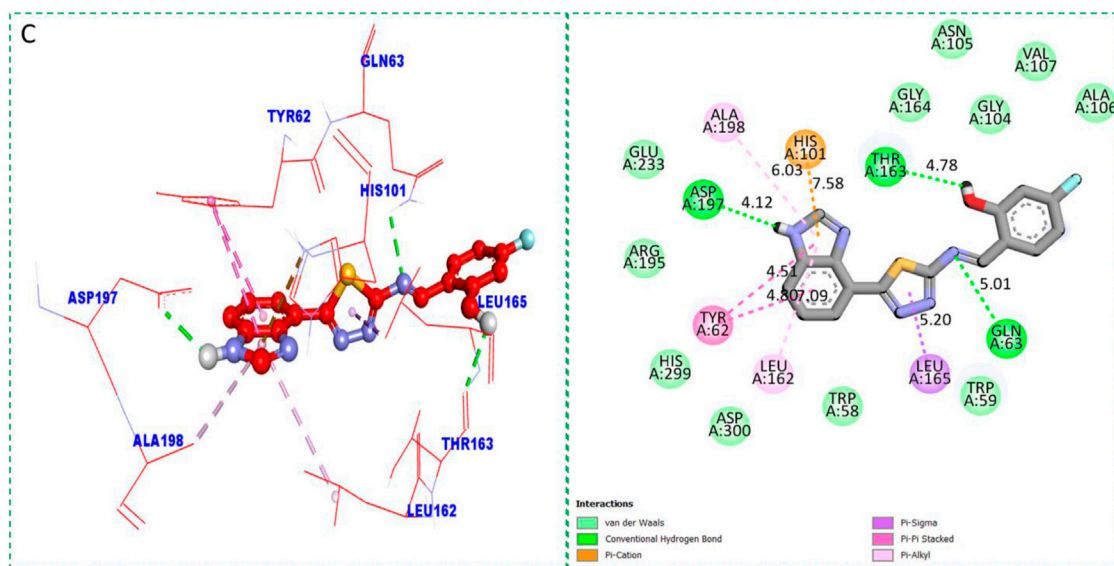 C
GLN63
TYR62
HIS101
ASP197
LEU165
ALA198
THR163
LEU162
ASN
A:105
VAL
A:107
GLY
A:164
GLY
A:104
ALA
A:106
ALA
A:198
HIS
A:101
GLU
A:233
THR
A:163
4.78
6.03
7.58
ASP
A:197
4.12
ARG
A:195
4.51
4.80
7.09
5.01
5.20
TYR
A:62
GLN
A:63
HIS
A:299
LEU
A:162
LEU
A:165
TRP
A:59
TRP
A:58
ASP
A:300
Interactions
van der Waals
Conventional Hydrogen Bond
Pi-Cation
Pi-Sigma
Pi-Pi Stacked
Pi-Alkyl